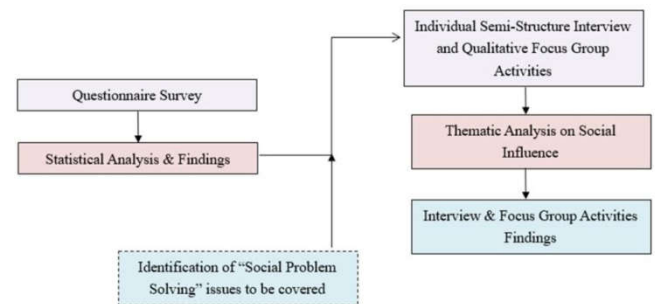 Questionnaire Survey
Statistical Analysis & Findings
Identification of “Social Problem
Solving” issues to be covered
Individual Semi-Structure Interview
and Qualitative Focus Group
Activities
Thematic Analysis on Social
Influence
Interview & Focus Group Activities
Findings